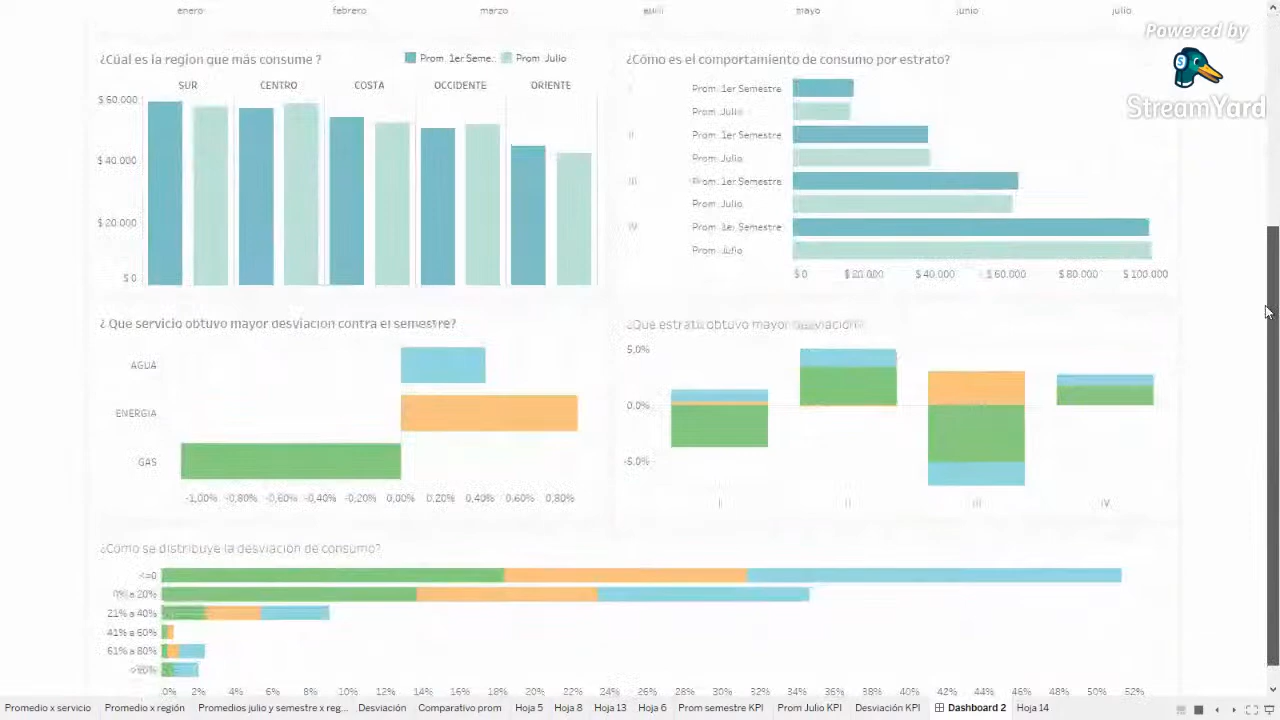 enero febrero marzo mayo junio julio
Powered by
StreamYard
¿Cúal es la region que más consume ?
Prom. 1er Seme.. Prom. Julio
SUR CENTRO COSTA OCCIDENTE ORIENTE
$ 60.000
$ 40.000
$ 20.000
$ 0
¿Cómo es el comportamiento de consumo por estrato?
I
Prom. 1er Semestre
Prom. Julio
II
Prom. 1er Semestre
Prom. Julio
III
Prom. 1er Semestre
Prom. Julio
IV
Prom. 1er Semestre
Prom. Julio
$ 0 $ 20.000 $ 40.000 $ 60.000 $ 80.000 $ 100.000
¿ Que servicio obtuvo mayor desviacion contra el semestre?
AGUA
ENERGIA
GAS
-1,00% -0,80% -0,60% -0,40% -0,20% 0,00% 0,20% 0,40% 0,60% 0,80%
¿Qué estrato obtuvo mayor desviación?
5.0%
0.0%
-5.0%
I II III IV
¿Cómo se distribuye la desviación de consumo?
<=0
0% a 20%
21% a 40%
41% a 60%
61% a 80%
>80%
0% 2% 4% 6% 8% 10% 12% 14% 16% 18% 20% 22% 24% 26% 28% 30% 32% 34% 36% 38% 40% 42% 44% 46% 48% 50% 52%
Promedio x servicio Promedio x región Promedios julio y semestre x reg... Desviación Comparativo prom Hoja 5 Hoja 8 Hoja 13 Hoja 6 Prom semestre KPI Prom Julio KPI Desviación KPI Dashboard 2 Hoja 14